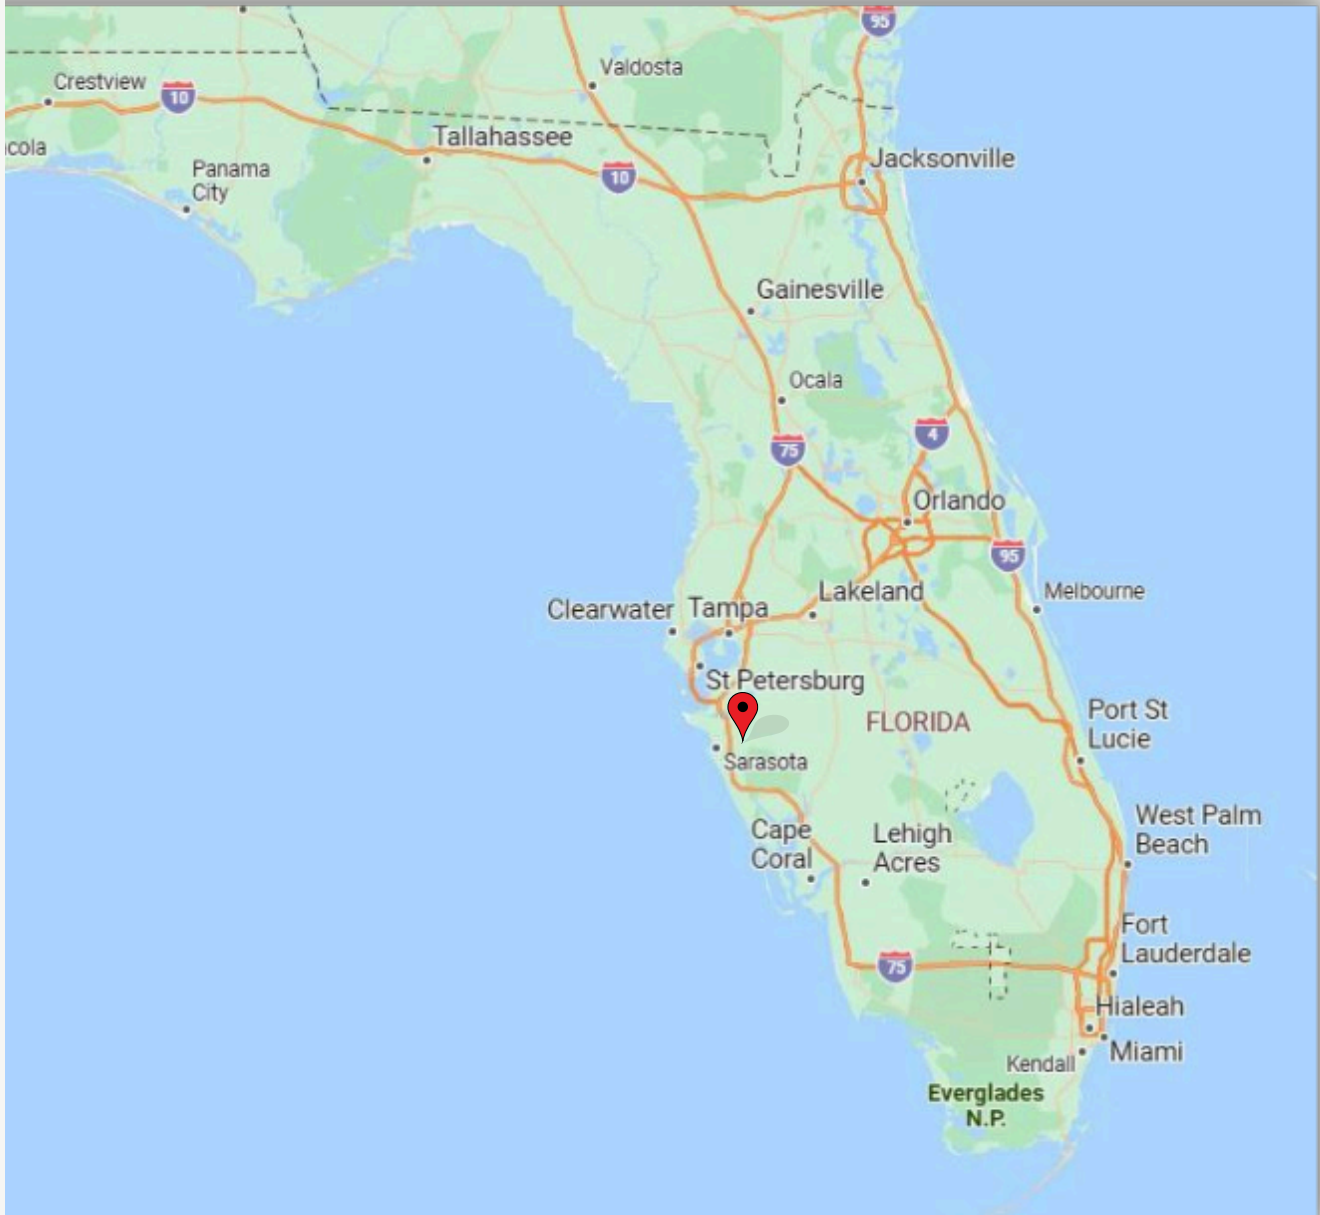 95
Valdosta
Crestview
10
Tallahassee
cola
Jacksonville
Panama
City
10
Gainesville
Ocala
4
75
Orlando
95
Lakeland
Melbourne
Clearwater
Tampa
St Petersburg
FLORIDA
Port St
Lucie
Sarasota
West Palm
Beach
Cape
Coral
Lehigh
Acres
Fort
Lauderdale
75
Hialeah
Miami
Kendall
Everglades
N.P.